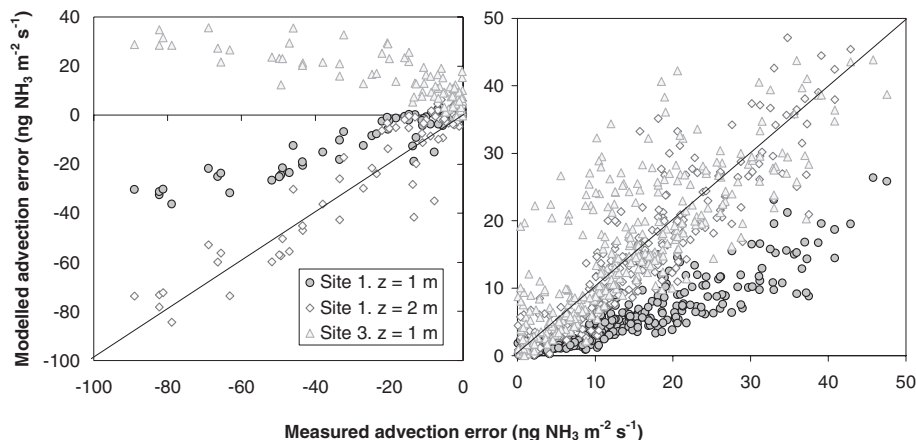 Modelled advection error (ng NH₃ m⁻² s⁻¹)
40
20
0
-20
-40
-60
-80
-100
-100 -80 -60 -40 -20 0
Site 1. z = 1 m
Site 1. z = 2 m
Site 3. z = 1 m
50
40
30
20
10
0
0 10 20 30 40 50
Measured advection error (ng NH₃ m⁻² s⁻¹)